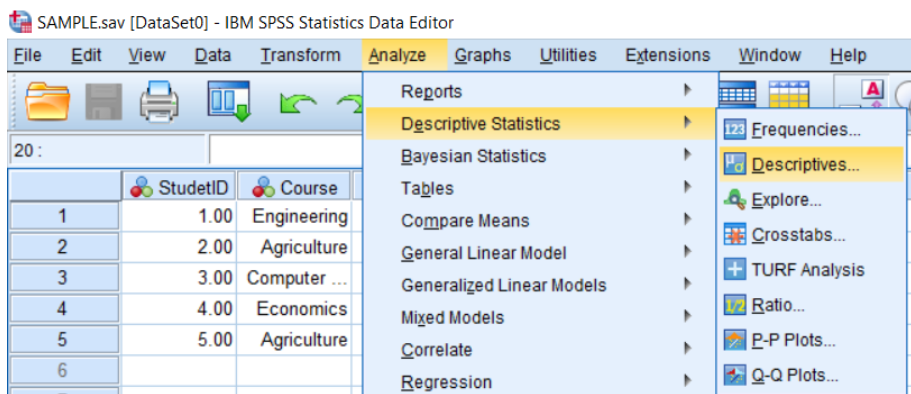 SAMPLE.sav [DataSet0] - IBM SPSS Statistics Data Editor
File Edit View Data Transform Analyze Graphs Utilities Extensions Window Help
A
20 :
StudetID Course
1 1.00 Engineering
2 2.00 Agriculture
3 3.00 Computer ...
4 4.00 Economics
5 5.00 Agriculture
6
Reports
Descriptive Statistics
Bayesian Statistics
Tables
Compare Means
General Linear Model
Generalized Linear Models
Mixed Models
Correlate
Regression
123 Frequencies...
Descriptives...
Explore...
Crosstabs...
TURF Analysis
1/2 Ratio...
P-P Plots...
Q-Q Plots...